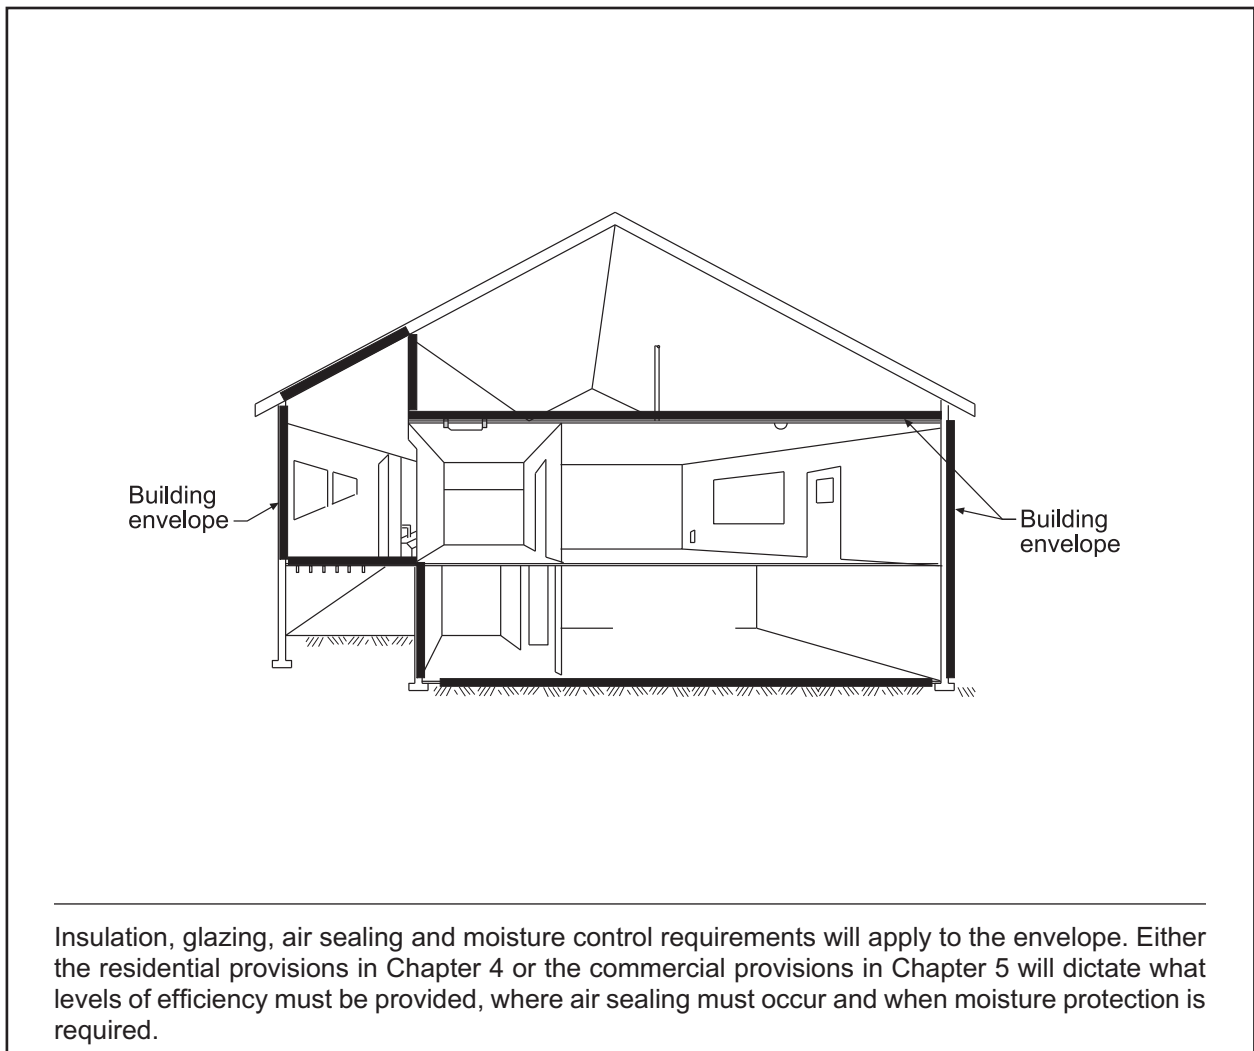 Building
envelope
Building
envelope
Insulation, glazing, air sealing and moisture control requirements will apply to the envelope. Either
the residential provisions in Chapter 4 or the commercial provisions in Chapter 5 will dictate what
levels of efficiency must be provided, where air sealing must occur and when moisture protection is
required.